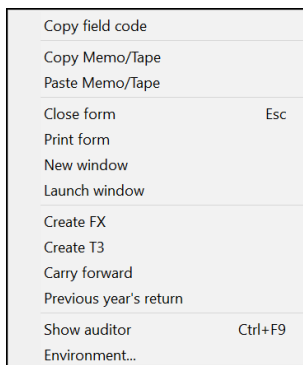 Copy field code
Copy Memo/Tape
Paste Memo/Tape
Close form Esc
Print form
New window
Launch window
Create FX
Create T3
Carry forward
Previous year's return
Show auditor Ctrl+F9
Environment...